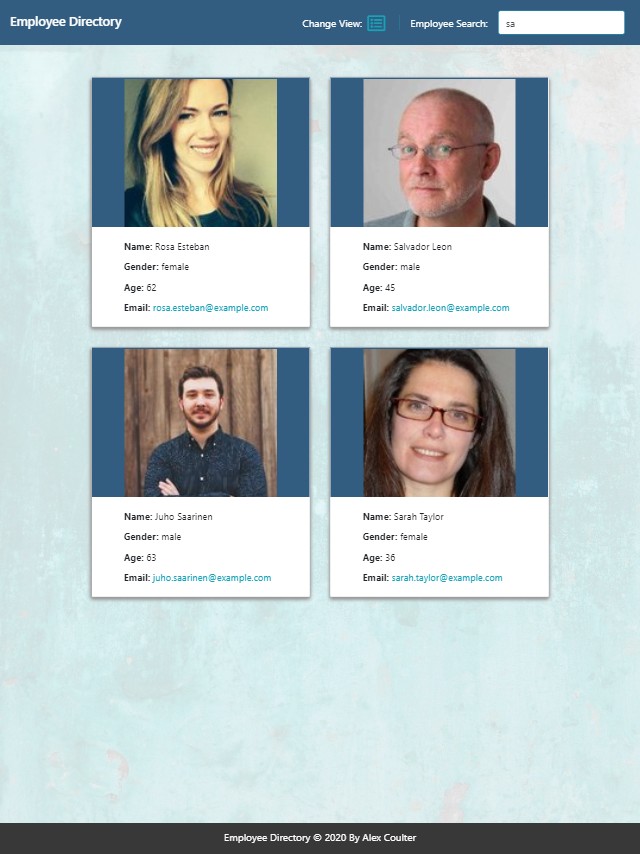 Employee Directory
Change View:
Employee Search:
sa
Name: Rosa Esteban
Gender: female
Age: 62
Email: rosa.esteban@example.com
Name: Salvador Leon
Gender: male
Age: 45
Email: salvador.leon@example.com
Name: Juho Saarinen
Gender: male
Age: 63
Email: juho.saarinen@example.com
Name: Sarah Taylor
Gender: female
Age: 36
Email: sarah.taylor@example.com
Employee Directory © 2020 By Alex Coulter